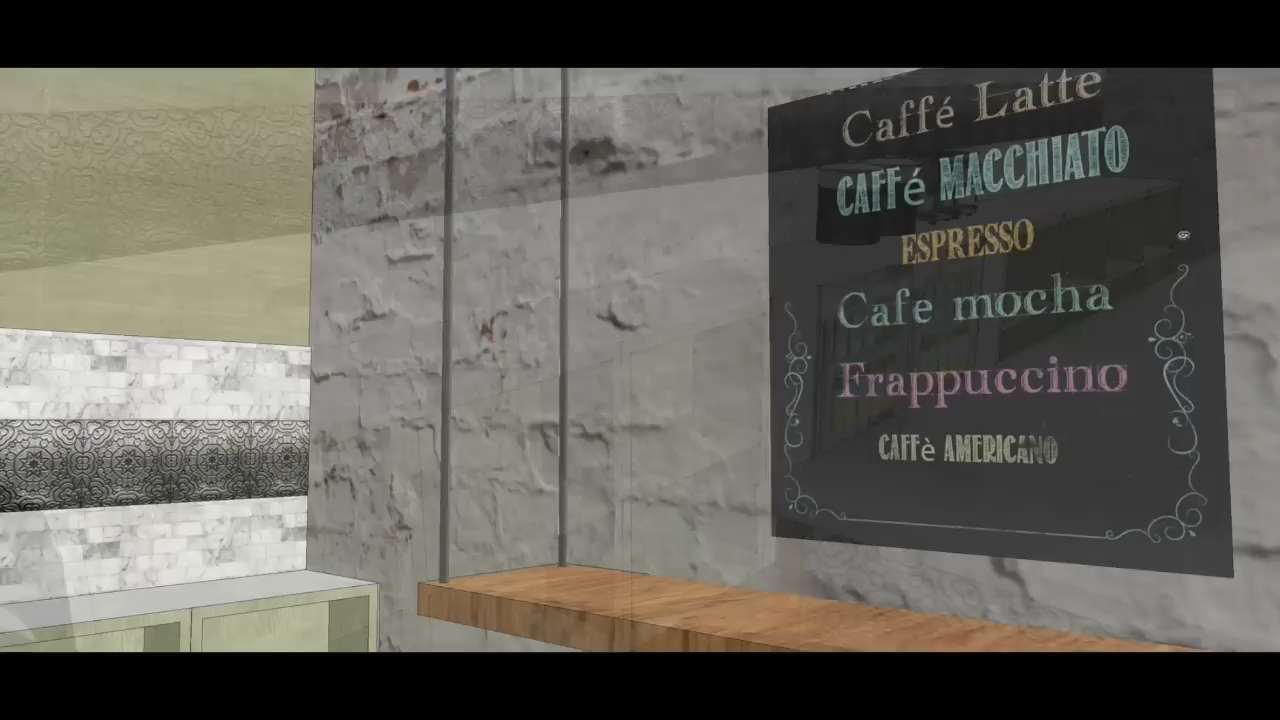 Caffé Latte
CAFFé MACCHIATO
ESPRESSO
Cafe mocha
Frappuccino
CAFFè AMERICANO